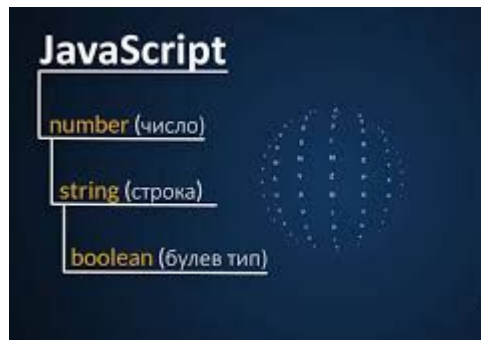 JavaScript
number (число)
string (строка)
boolean (булев тип)